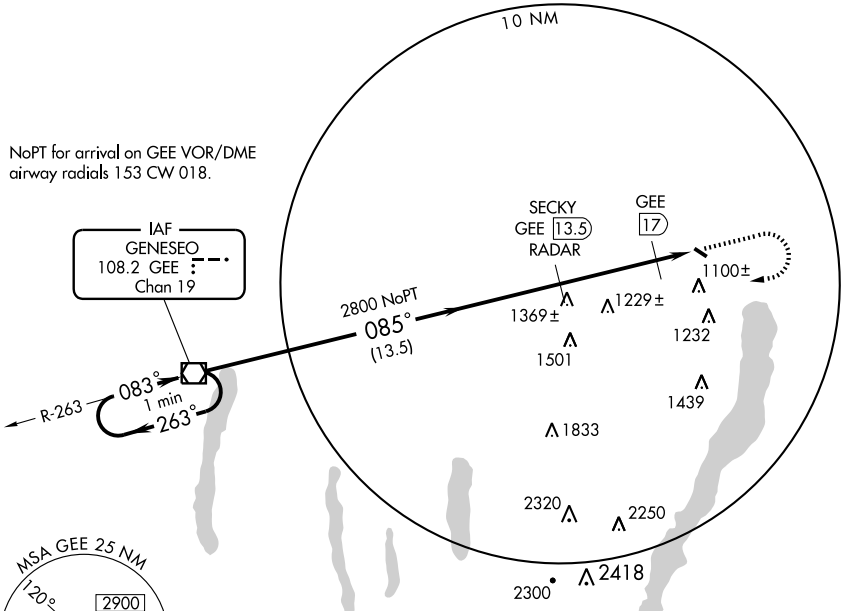 10 NM
NoPT for arrival on GEE VOR/DME
airway radials 153 CW 018.
IAF
GENESEO
108.2 GEE
Chan 19
SECKY
GEE 13.5
RADAR
GEE
17
2800 NoPT
085°
(13.5)
1100±
1369±
1229±
1232
1501
1439
R-263
083°
1 min
263°
1833
2320
2250
2300
2418
MSA GEE 25 NM
120°
2900